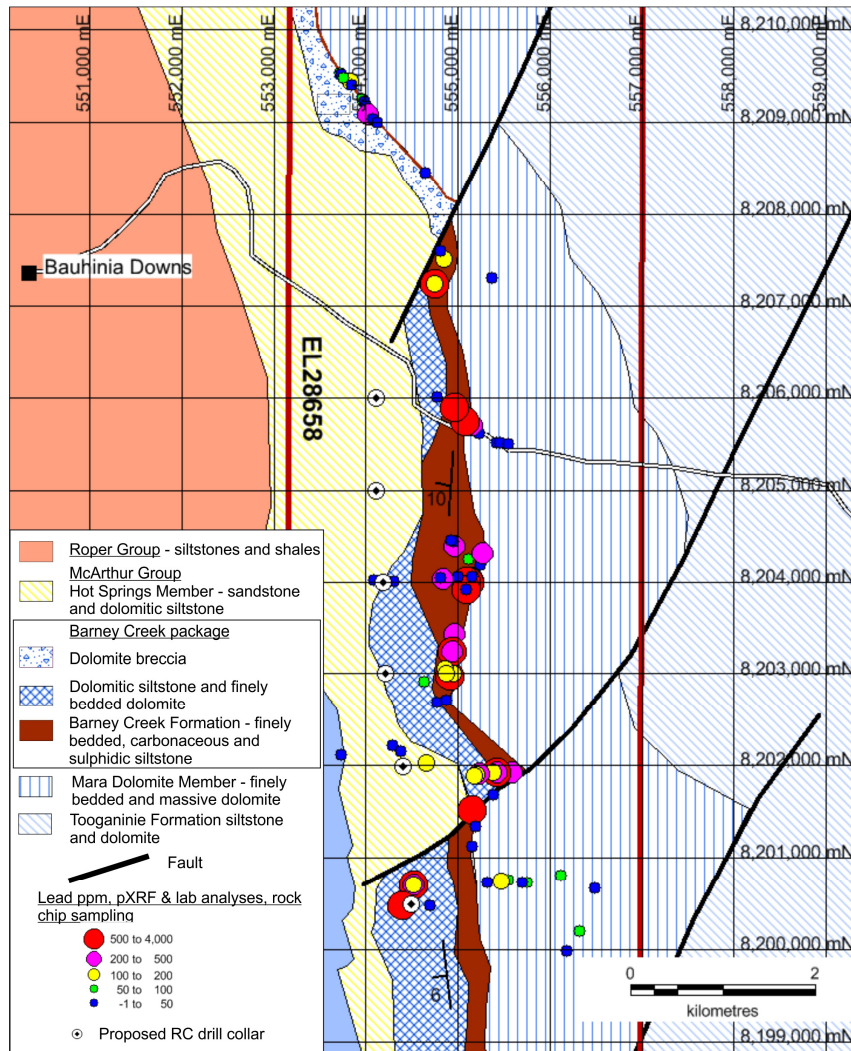 551,000 mE
552,000 mE
553,000 mE
554,000 mE
555,000 mE
556,000 mE
557,000 mE
558,000 mE
559,000 mE
8,210,000 mN
8,209,000 mN
8,208,000 mN
8,207,000 mN
8,206,000 mN
8,205,000 mN
8,204,000 mN
8,203,000 mN
8,202,000 mN
8,201,000 mN
8,200,000 mN
8,199,000 mN
Bauhinia Downs
EL28658
10
6
Roper Group - siltstones and shales
McArthur Group
Hot Springs Member - sandstone
and dolomitic siltstone
Barney Creek package
Dolomite breccia
Dolomitic siltstone and finely
bedded dolomite
Barney Creek Formation - finely
bedded, carbonaceous and
sulphidic siltstone
Mara Dolomite Member - finely
bedded and massive dolomite
Tooganinie Formation siltstone
and dolomite
Fault
Lead ppm, pXRF & lab analyses, rock
chip sampling
500 to 4,000
200 to 500
100 to 200
50 to 100
-1 to 50
Proposed RC drill collar
0 2
kilometres